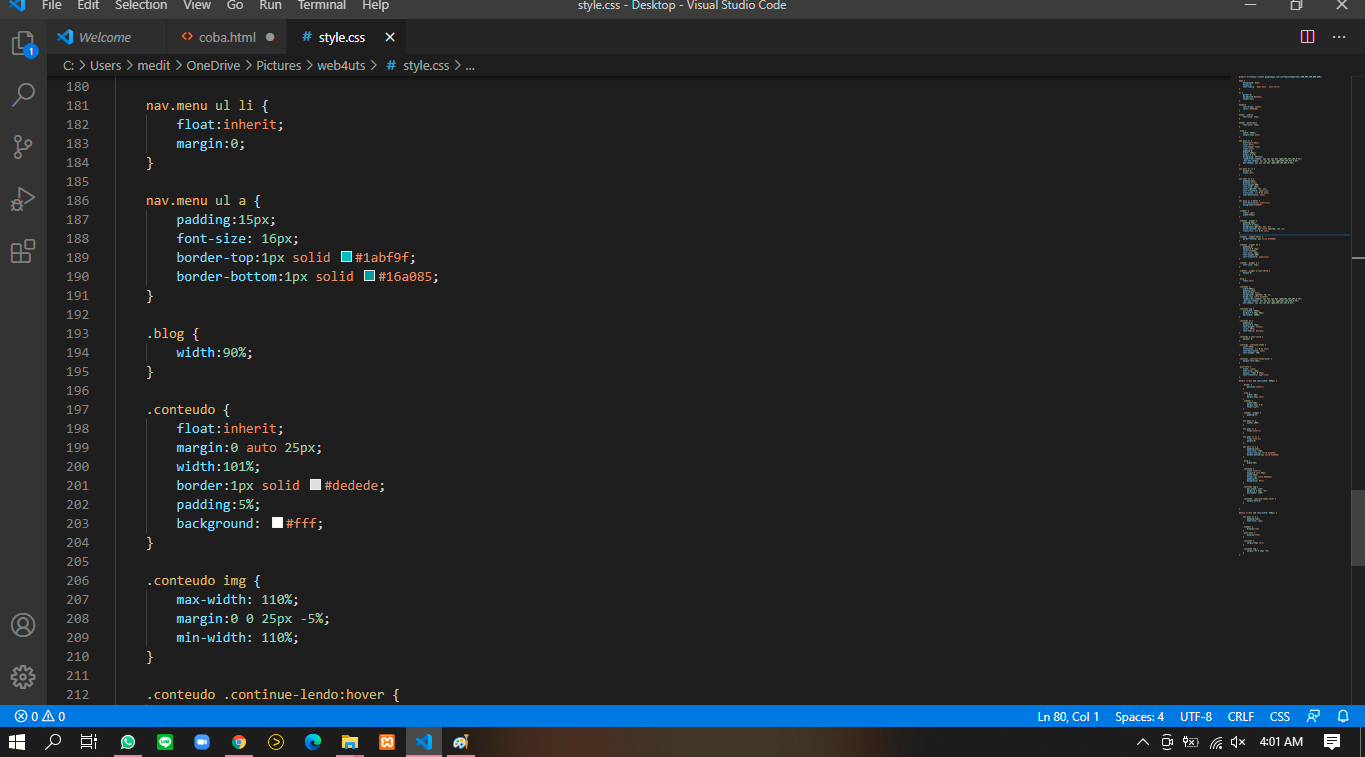 File Edit Selection View Go Run Terminal Help style.css - Desktop - Visual Studio Code
1
Welcome <> coba.html ● # style.css ×
C: > Users > medit > OneDrive > Pictures > web4uts > # style.css > ...
180
181 nav.menu ul li {
182 float:inherit;
183 margin:0;
184 }
185
186 nav.menu ul a {
187 padding:15px;
188 font-size: 16px;
189 border-top:1px solid #1abf9f;
190 border-bottom:1px solid #16a085;
191 }
192
193 .blog {
194 width:90%;
195 }
196
197 .conteudo {
198 float:inherit;
199 margin:0 auto 25px;
200 width:101%;
201 border:1px solid #dedede;
202 padding:5%;
203 background: #fff;
204 }
205
206 .conteudo img {
207 max-width: 110%;
208 margin:0 0 25px -5%;
209 min-width: 110%;
210 }
211
212 .conteudo .continue-lendo:hover {
0 0 Ln 80, Col 1 Spaces: 4 UTF-8 CRLF CSS
4:01 AM